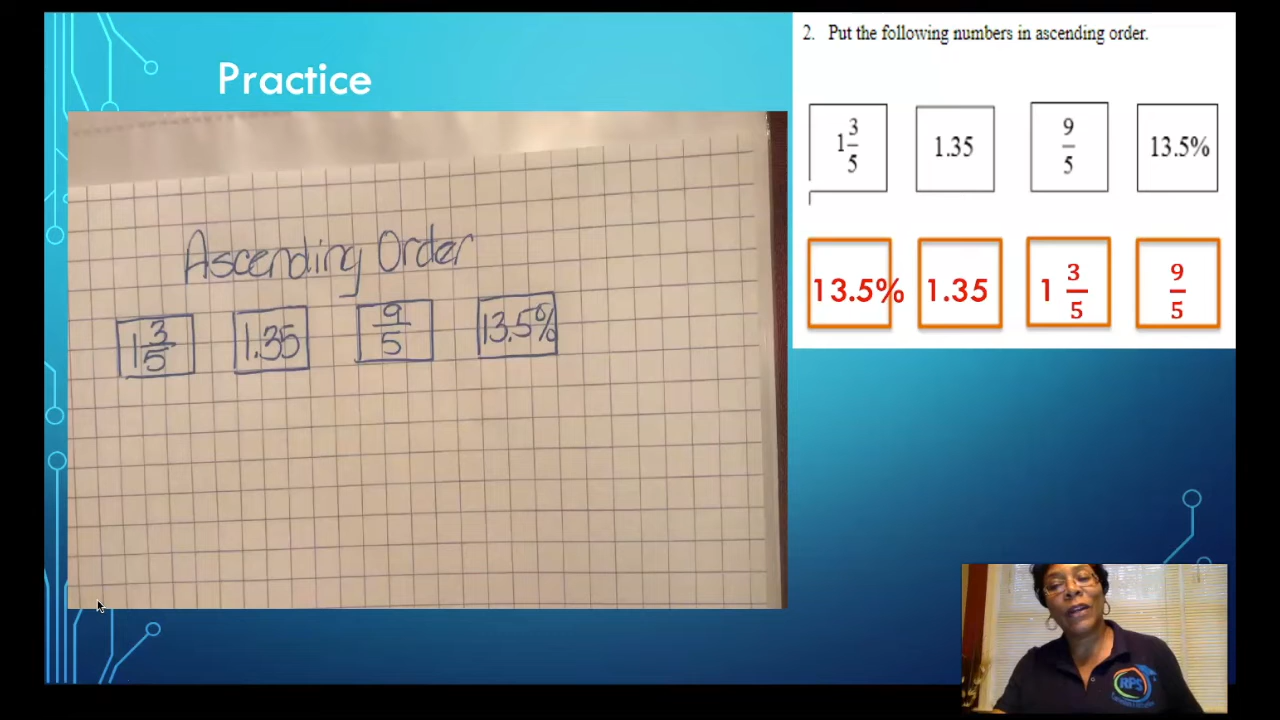 Practice
Ascending Order
1 3/5 1.35 9/5 13.5%
2. Put the following numbers in ascending order.
1 3/5 1.35 9/5 13.5%
13.5% 1.35 1 3/5 9/5
RPS